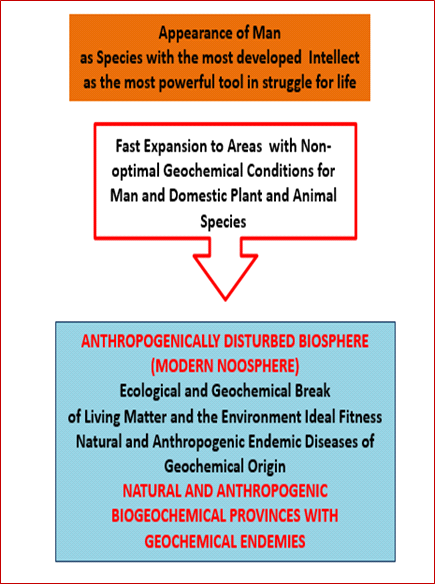 Appearance of Man
as Species with the most developed Intellect
as the most powerful tool in struggle for life
Fast Expansion to Areas with Non-
optimal Geochemical Conditions for
Man and Domestic Plant and Animal
Species
ANTHROPOGENICALLY DISTURBED BIOSPHERE
(MODERN NOOSPHERE)
Ecological and Geochemical Break
of Living Matter and the Environment Ideal Fitness
Natural and Anthropogenic Endemic Diseases of
Geochemical Origin
NATURAL AND ANTHROPOGENIC
BIOGEOCHEMICAL PROVINCES WITH
GEOCHEMICAL ENDEMIES